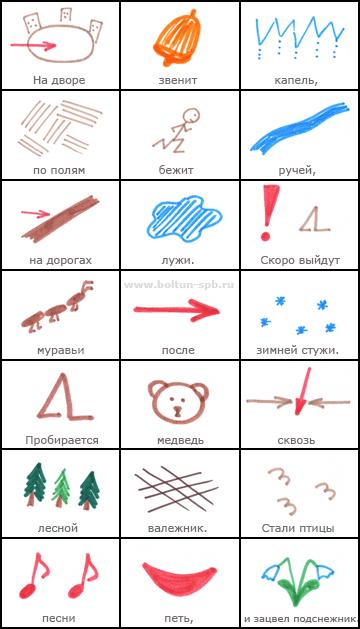 На дворе звенит капель,
по полям бежит ручей,
на дорогах лужи. Скоро выйдут
www.boltun-spb.ru
муравьи после зимней стужи.
Пробирается медведь сквозь
лесной валежник. Стали птицы
песни петь, и зацвел подснежник